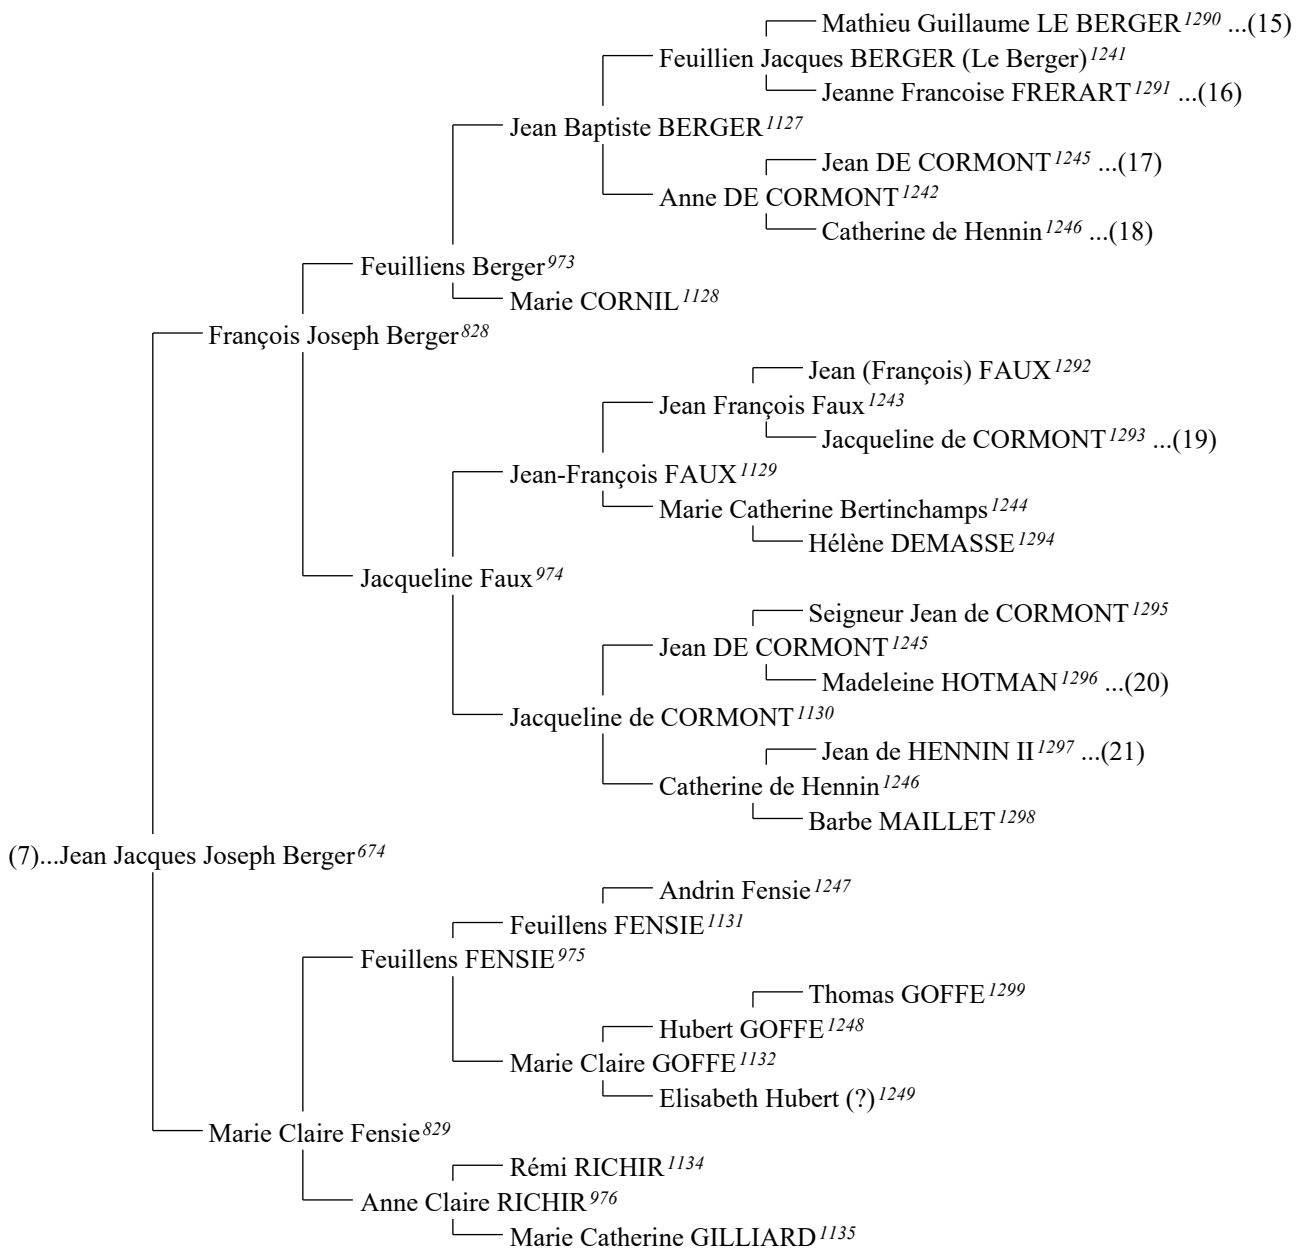 Mathieu Guillaume LE BERGER1290 ...(15)
Feuillien Jacques BERGER (Le Berger)1241
Jeanne Francoise FRERART1291 ...(16)
Jean Baptiste BERGER1127
Jean DE CORMONT1245 ...(17)
Anne DE CORMONT1242
Catherine de Hennin1246 ...(18)
Feuilliens Berger973
Marie CORNIL1128
François Joseph Berger828
Jean (François) FAUX1292
Jean François Faux1243
Jacqueline de CORMONT1293 ...(19)
Jean-François FAUX1129
Marie Catherine Bertinchamps1244
Hélène DEMASSE1294
Jacqueline Faux974
Seigneur Jean de CORMONT1295
Jean DE CORMONT1245
Madeleine HOTMAN1296 ...(20)
Jacqueline de CORMONT1130
Jean de HENNIN II1297 ...(21)
Catherine de Hennin1246
Barbe MAILLET1298
(7)...Jean Jacques Joseph Berger674
Andrin Fensie1247
Feuillens FENSIE1131
Feuillens FENSIE975
Thomas GOFFE1299
Hubert GOFFE1248
Marie Claire GOFFE1132
Elisabeth Hubert (?)1249
Marie Claire Fensie829
Rémi RICHIR1134
Anne Claire RICHIR976
Marie Catherine GILLIARD1135